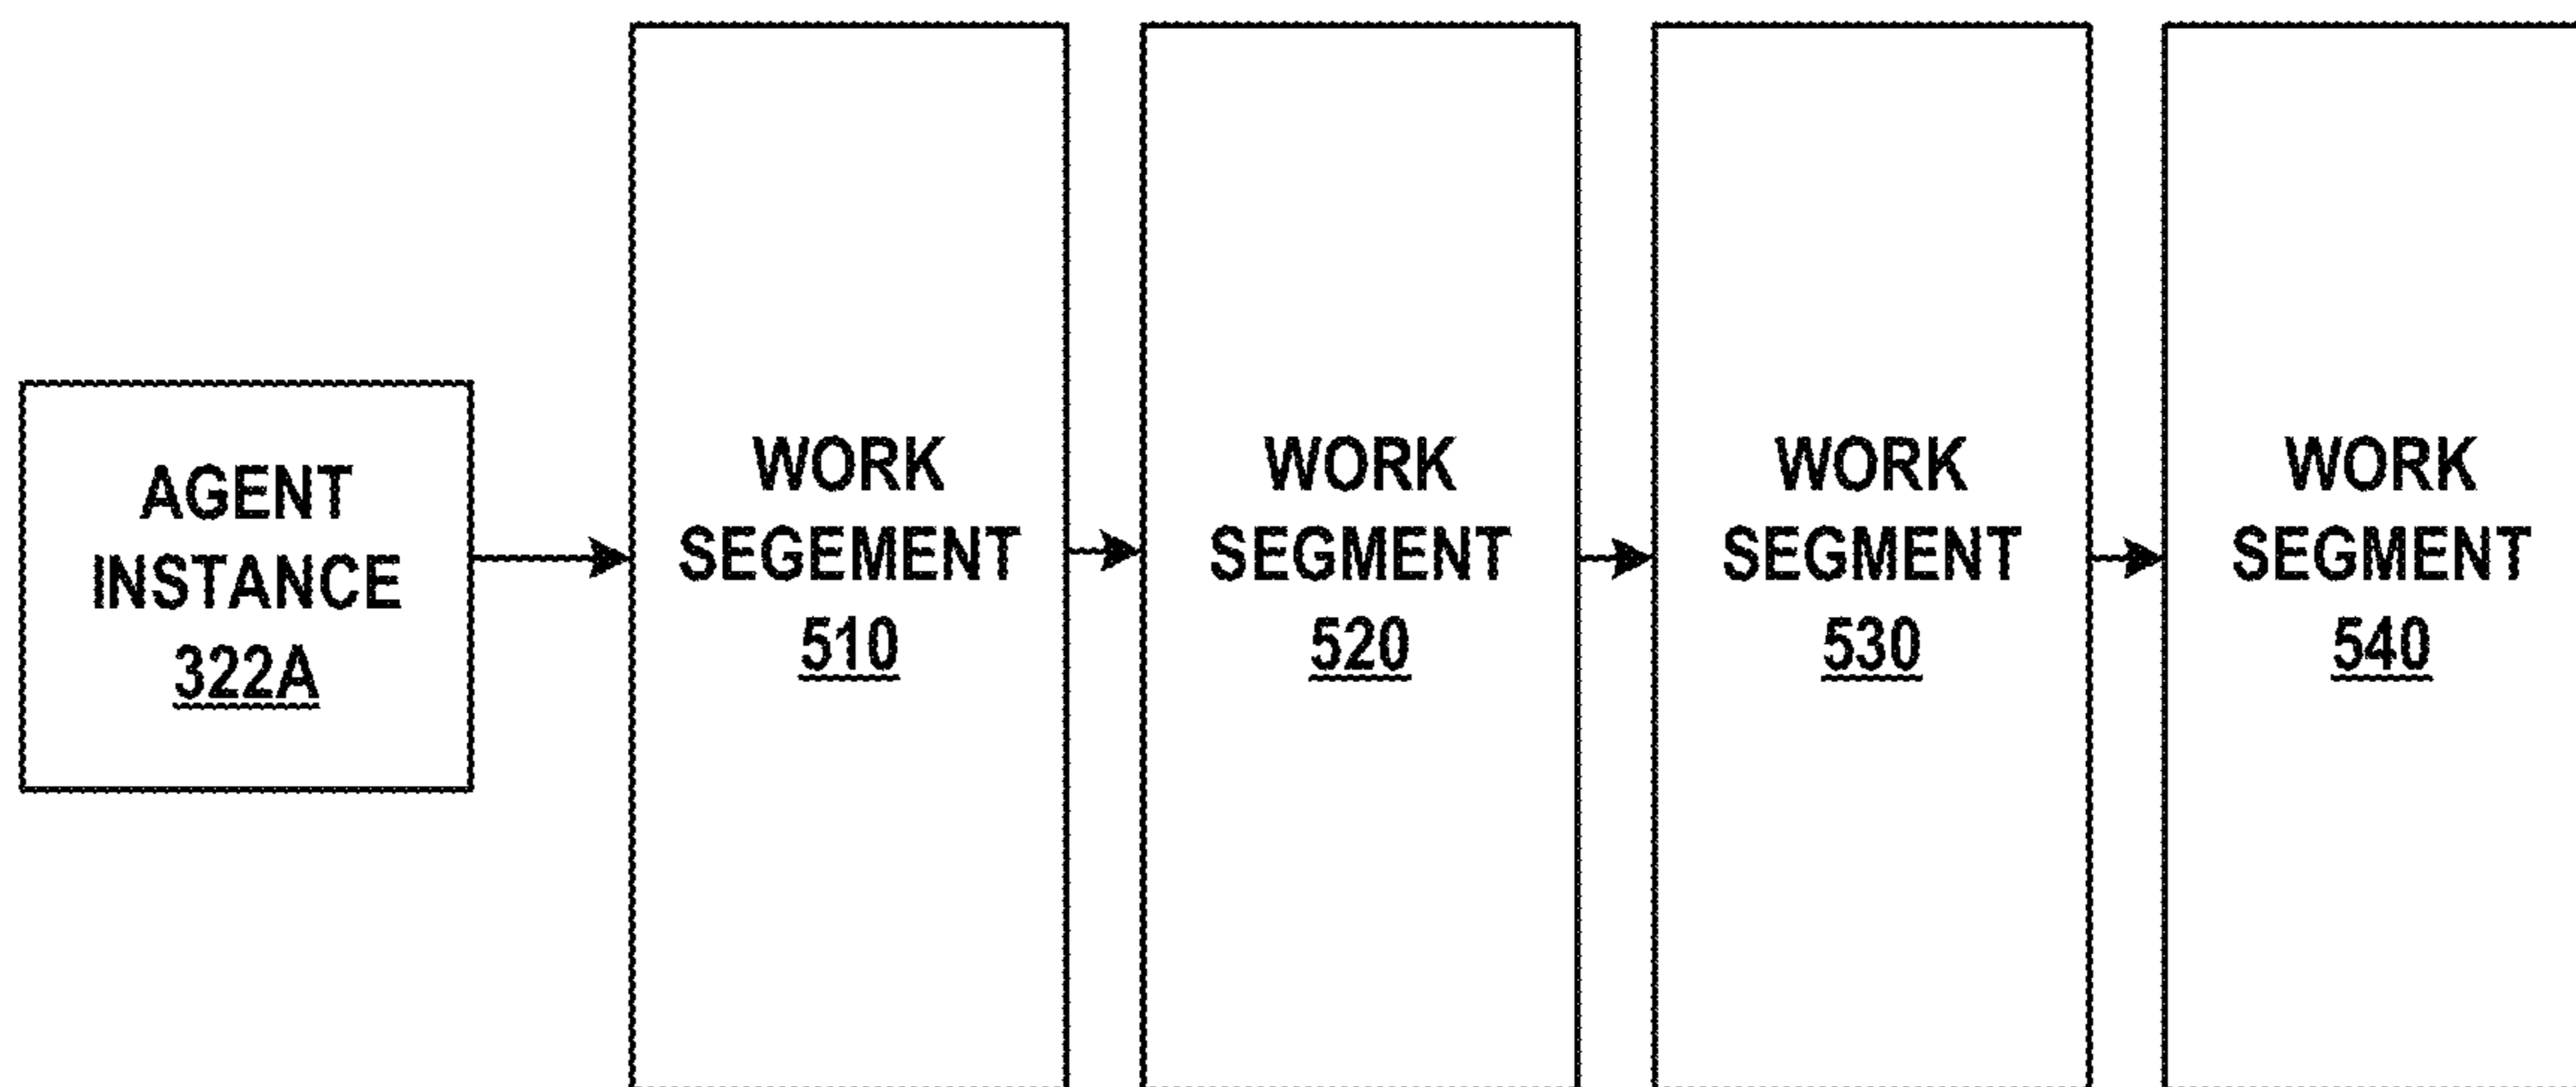 AGENT
INSTANCE
322A
WORK
SEGEMENT
510
WORK
SEGMENT
520
WORK
SEGMENT
530
WORK
SEGMENT
540